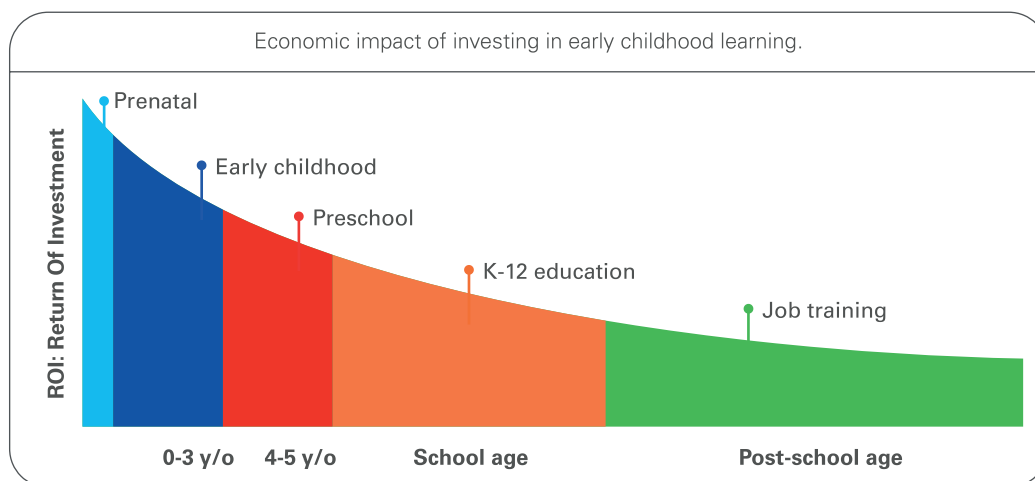 Economic impact of investing in early childhood learning.
Prenatal
Early childhood
Preschool
K-12 education
Job training
ROI: Return Of Investment
0-3 y/o
4-5 y/o
School age
Post-school age